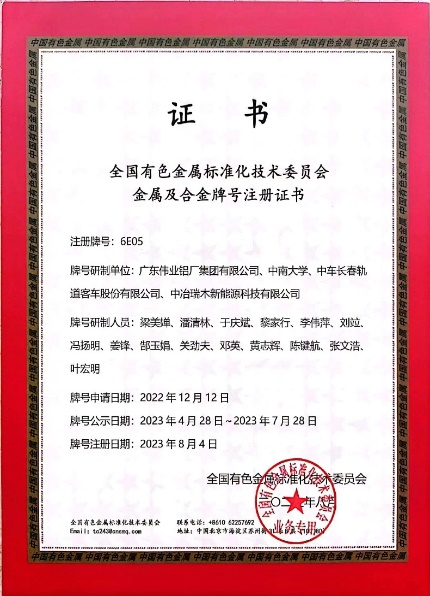 中国有色金属 中国有色金属 中国有色金属 中国有色金属 中国有色金属
证 书
全国有色金属标准化技术委员会
金属及合金牌号注册证书
注册牌号：6E05
牌号研制单位：广东伟业铝厂集团有限公司、中南大学、中车长春轨
道客车股份有限公司、中冶瑞木新能源科技有限公司
牌号研制人员：梁美婵、潘清林、于庆斌、黎家行、李伟萍、刘竝、
冯扬明、姜锋、郜玉娟、关劲夫、邓英、黄志辉、陈键航、张文浩、
叶宏明
牌号申请日期：2022 年 12 月 12 日
牌号公示日期：2023 年 4 月 28 日～2023 年 7 月 28 日
牌号注册日期：2023 年 8 月 4 日
全国有色金属标准化技术委员会
二〇二 年八月
全国有色金属标准化技术委员会
业务专用
全国有色金属标准化技术委员会 联系电话：+8610 62257692
Email: tc243@cnsmq.com 地址：中国北京市海淀区苏州街